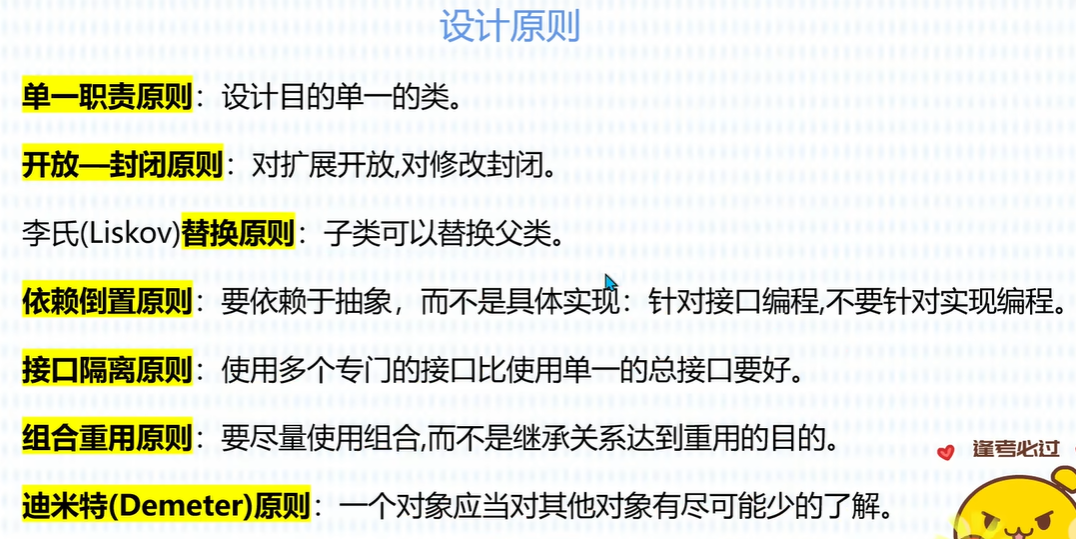 设计原则
单一职责原则：设计目的单一的类。
开放—封闭原则：对扩展开放,对修改封闭。
李氏(Liskov)替换原则：子类可以替换父类。
依赖倒置原则：要依赖于抽象，而不是具体实现：针对接口编程,不要针对实现编程。
接口隔离原则：使用多个专门的接口比使用单一的总接口要好。
组合重用原则：要尽量使用组合,而不是继承关系达到重用的目的。
逢考必过
迪米特(Demeter)原则：一个对象应当对其他对象有尽可能少的了解。